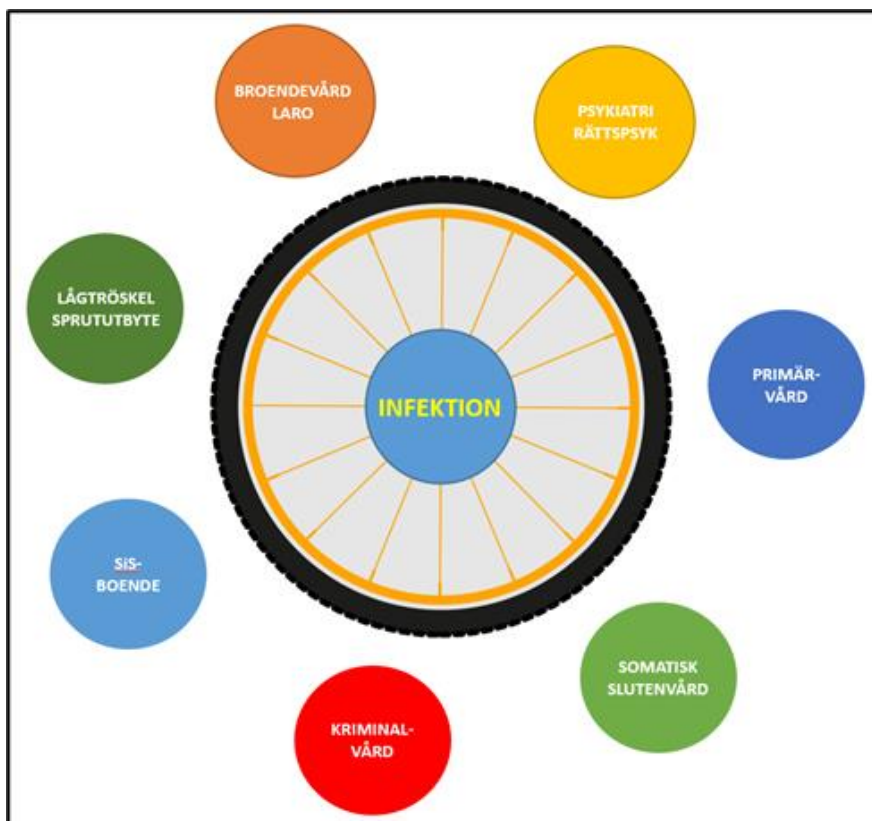 BROENDEVÅRD
LARO
PSYKIATRI
RÄTTSPSYK
LÅGTRÖSKEL
SPRUTUTBYTE
PRIMÄR-
VÅRD
INFEKTION
SiS-
BOENDE
SOMATISK
SLUTENVÅRD
KRIMINAL-
VÅRD